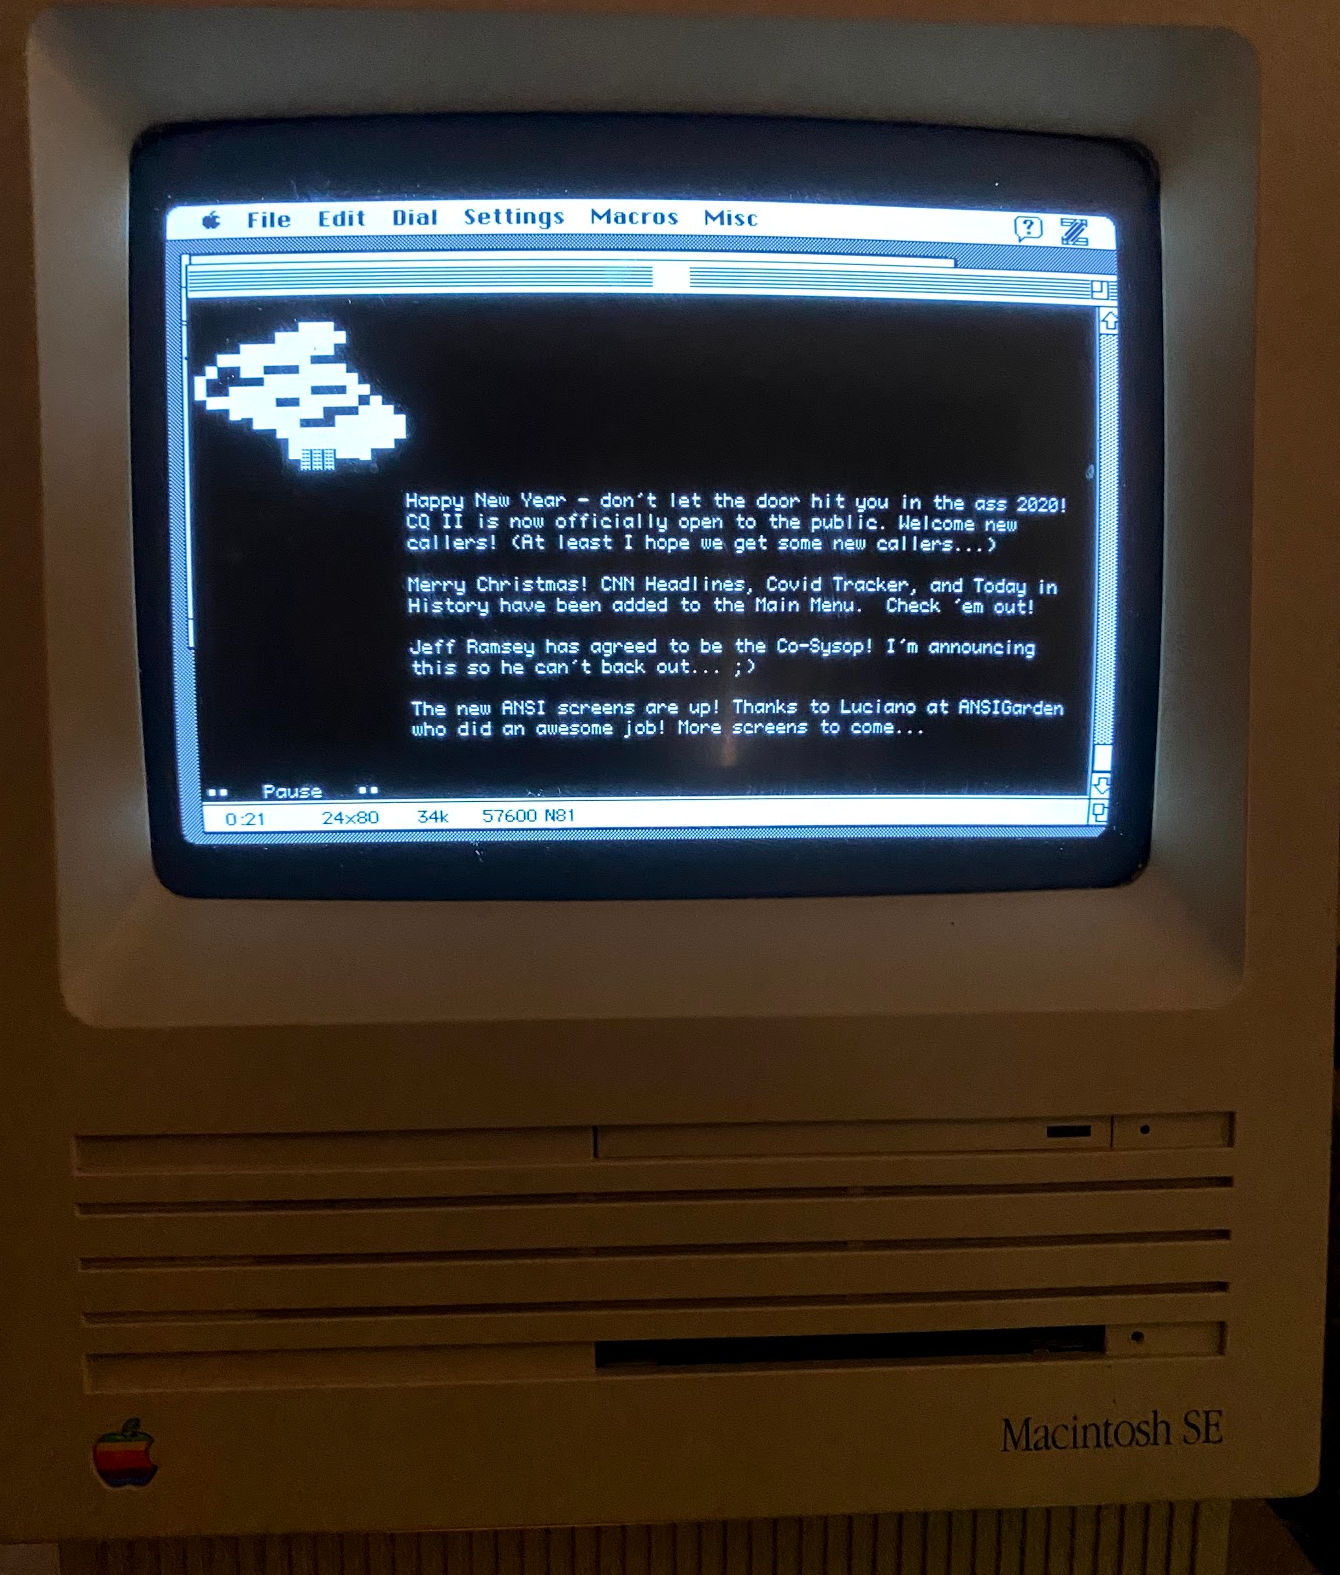 File Edit Dial Settings Macros Misc
Happy New Year - don't let the door hit you in the ass 2020!
CQ II is now officially open to the public. Welcome new
callers! (At least I hope we get some new callers...)
Merry Christmas! CNN Headlines, Covid Tracker, and Today in
History have been added to the Main Menu.  Check 'em out!
Jeff Ramsey has agreed to be the Co-Sysop! I'm announcing
this so he can't back out... ;)
The new ANSI screens are up! Thanks to Luciano at ANSIGarden
who did an awesome job! More screens to come...
Pause
0:21 24x80 34k 57600 N81
Macintosh SE